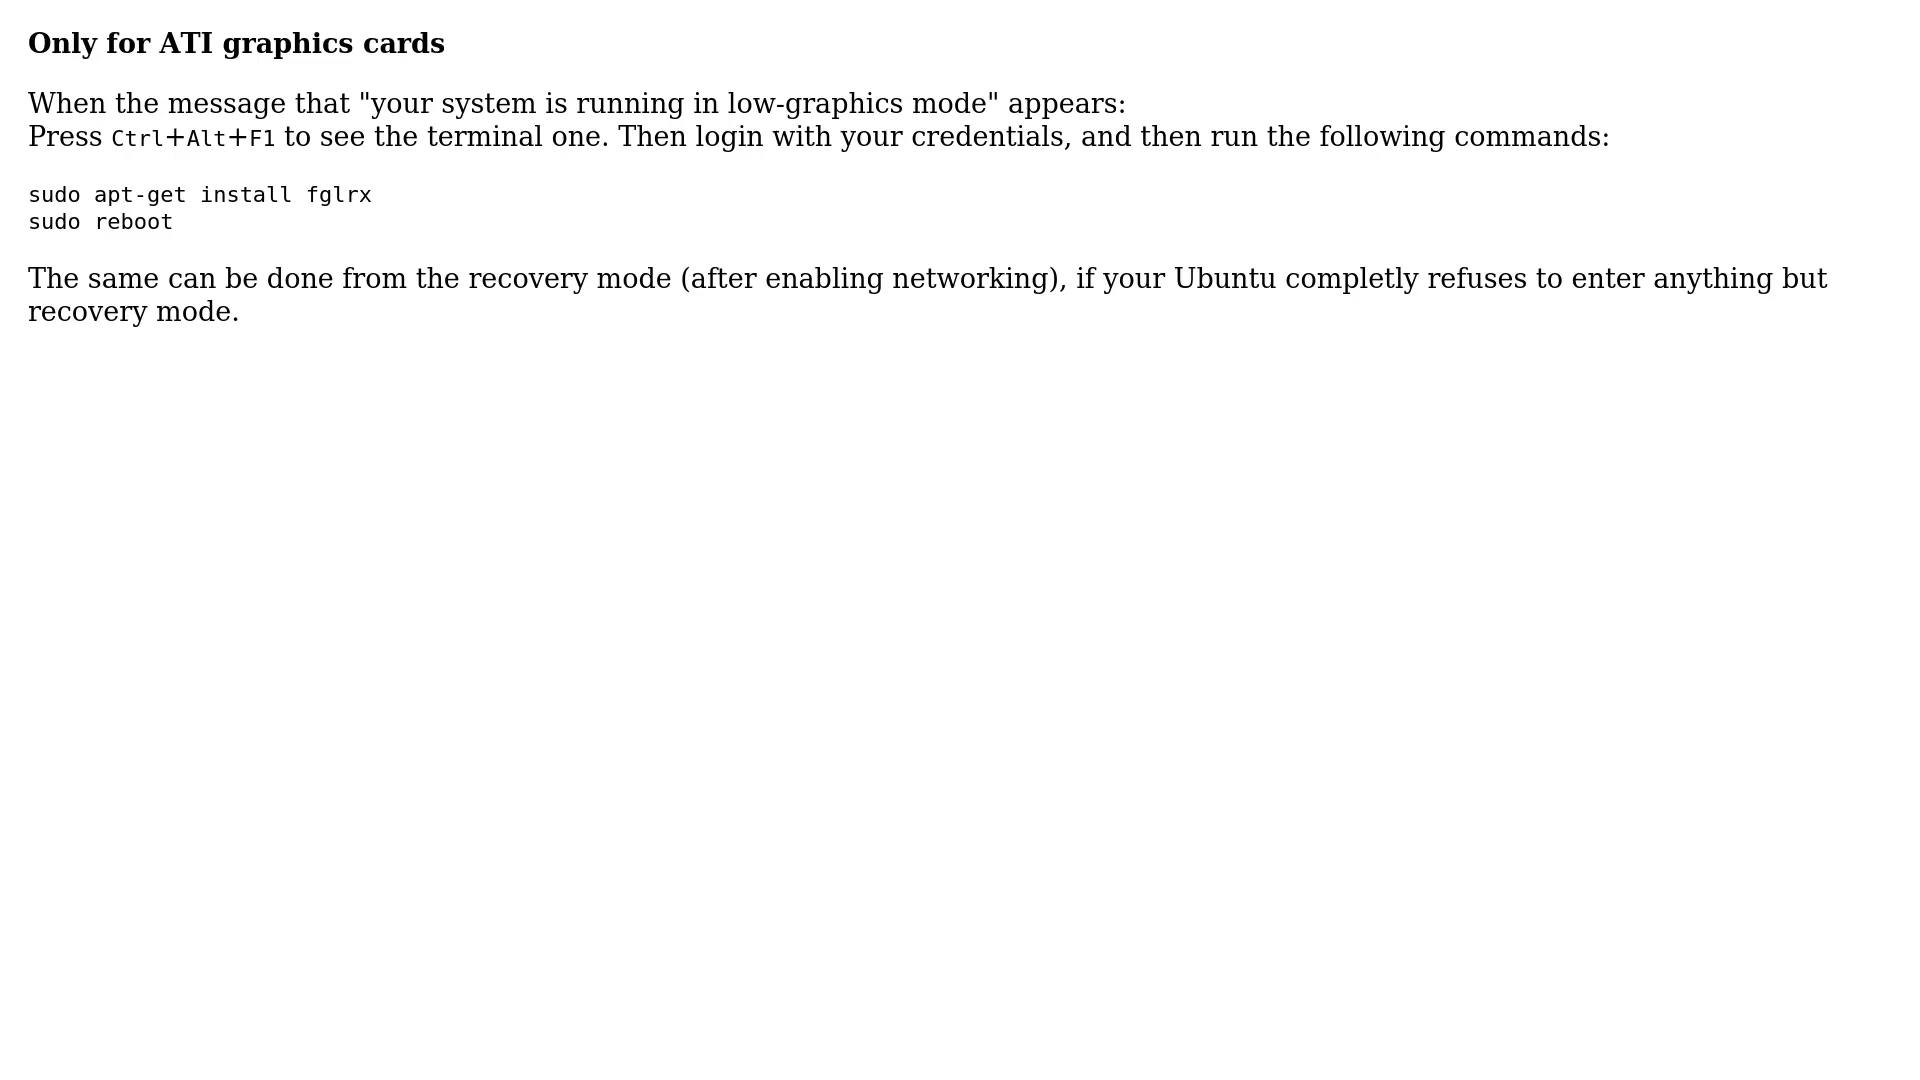 Only for ATI graphics cards
When the message that "your system is running in low-graphics mode" appears:
Press Ctrl+Alt+F1 to see the terminal one. Then login with your credentials, and then run the following commands:
sudo apt-get install fglrx
sudo reboot
The same can be done from the recovery mode (after enabling networking), if your Ubuntu completly refuses to enter anything but
recovery mode.